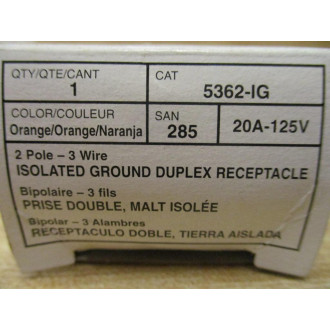 QTY/QTE/CANT
1
CAT
5362-IG
COLOR/COULEUR
Orange/Orange/Naranja
SAN
285
20A-125V
2 Pole – 3 Wire
ISOLATED GROUND DUPLEX RECEPTACLE
Bipolaire – 3 fils
PRISE DOUBLE, MALT ISOLÉE
Bipolar – 3 Alambres
RECEPTACULO DOBLE, TIERRA AISLADA